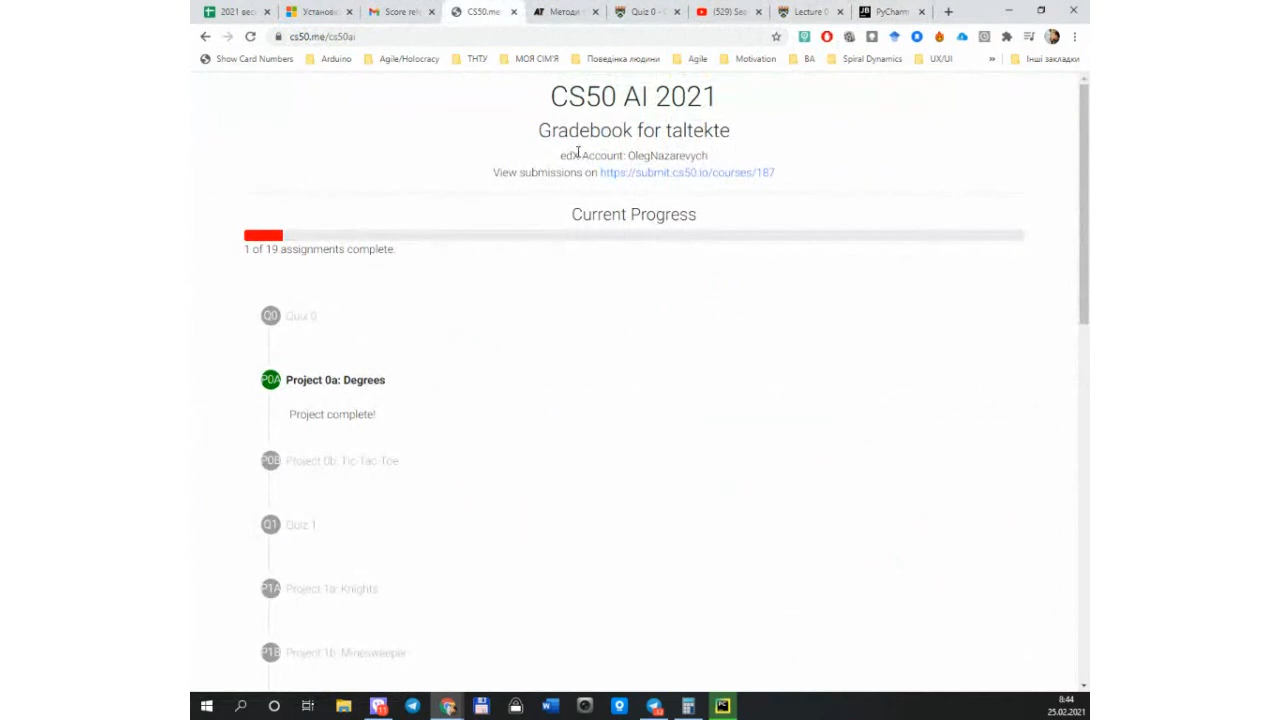 2021 вес
Установк
Score rele
CS50.me
Методи
Quiz 0 - C
(529) Sea
Lecture 0
PyCharm
cs50.me/cs50ai
Show Card Numbers
Arduino
Agile/Holocracy
ТНТУ
МОЯ СІМ'Я
Поведінка людини
Agile
Motivation
BA
Spiral Dynamics
UX/UI
»
Інші закладки
CS50 AI 2021
Gradebook for taltekte
edX Account: OlegNazarevych
View submissions on https://submit.cs50.io/courses/187
Current Progress
1 of 19 assignments complete.
Q0 Quiz 0
P0A Project 0a: Degrees
Project complete!
P0B Project 0b: Tic-Tac-Toe
Q1 Quiz 1
P1A Project 1a: Knights
P1B Project 1b: Minesweeper
8:44
25.02.2021